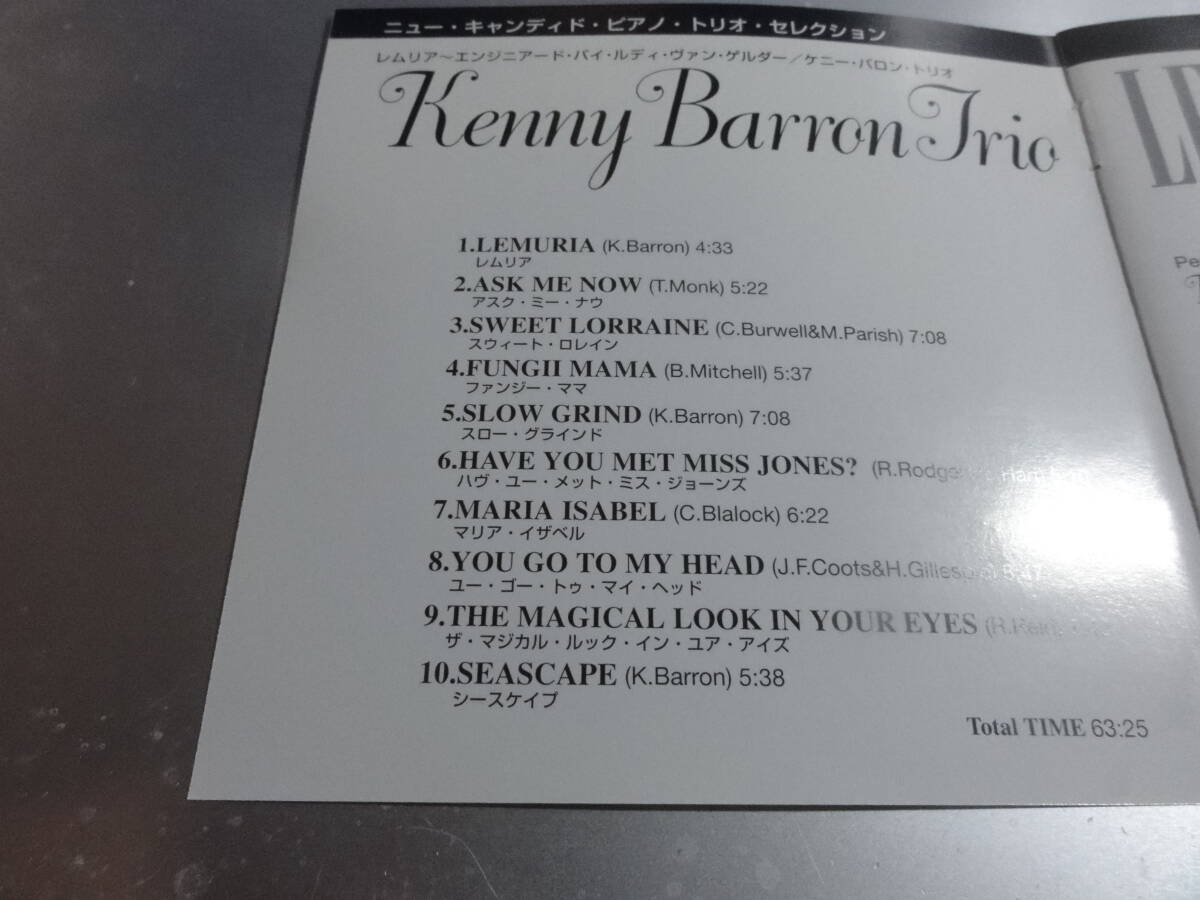 ニュー・キャンディド・ピアノ・トリオ・セレクション
レムリア～エンジニアード・バイ・ルディ・ヴァン・ゲルダー／ケニー・バロン・トリオ
Kenny Barron Trio
1.LEMURIA (K.Barron) 4:33
レムリア
2.ASK ME NOW (T.Monk) 5:22
アスク・ミー・ナウ
3.SWEET LORRAINE (C.Burwell&M.Parish) 7:08
スウィート・ロレイン
4.FUNGII MAMA (B.Mitchell) 5:37
ファンジー・ママ
5.SLOW GRIND (K.Barron) 7:08
スロー・グラインド
6.HAVE YOU MET MISS JONES?
ハヴ・ユー・メット・ミス・ジョーンズ
7.MARIA ISABEL (C.Blalock) 6:22
マリア・イザベル
8.YOU GO TO MY HEAD
ユー・ゴー・トゥ・マイ・ヘッド
9.THE MAGICAL LOOK IN YOUR EYES
ザ・マジカル・ルック・イン・ユア・アイズ
10.SEASCAPE (K.Barron) 5:38
シースケイプ
Total TIME 63:25